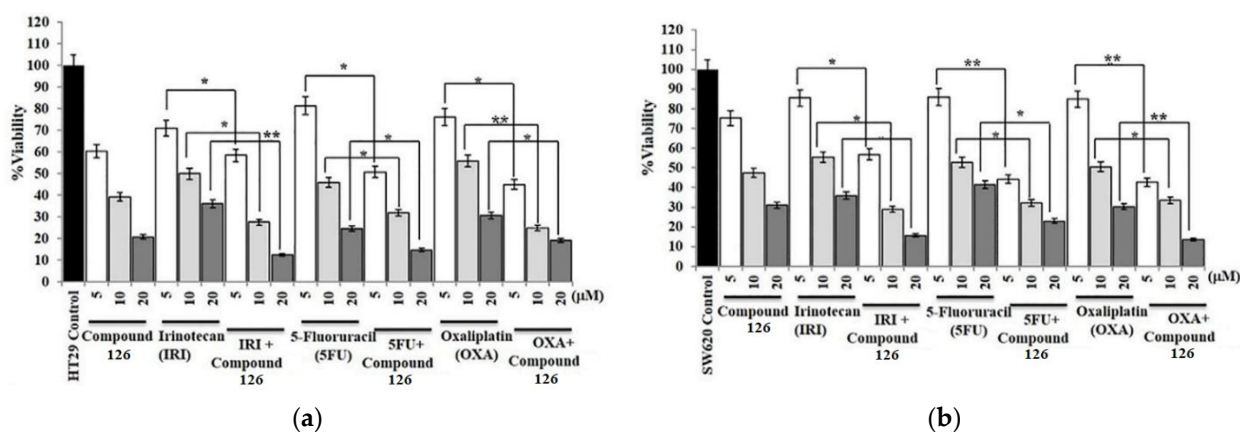 120
110
100
90
80
70
60
50
40
30
20
10
0
%Viability
* * ** * * * * ** *
HT29 Control
5 10 20 5 10 20 5 10 20 5 10 20 5 10 20 5 10 20 5 10 20 (μM)
Compound
126
Irinotecan
(IRI)
IRI +
Compound
126
5-Fluoruracil
(5FU)
5FU+
Compound
126
Oxaliplatin
(OXA)
OXA+
Compound
126
(a)
120
110
100
90
80
70
60
50
40
30
20
10
0
%Viability
* * ** * * ** * **
SW620 Control
5 10 20 5 10 20 5 10 20 5 10 20 5 10 20 5 10 20 5 10 20 (μM)
Compound
126
Irinotecan
(IRI)
IRI +
Compound
126
5-Fluoruracil
(5FU)
5FU+
Compound
126
Oxaliplatin
(OXA)
OXA+
Compound
126
(b)